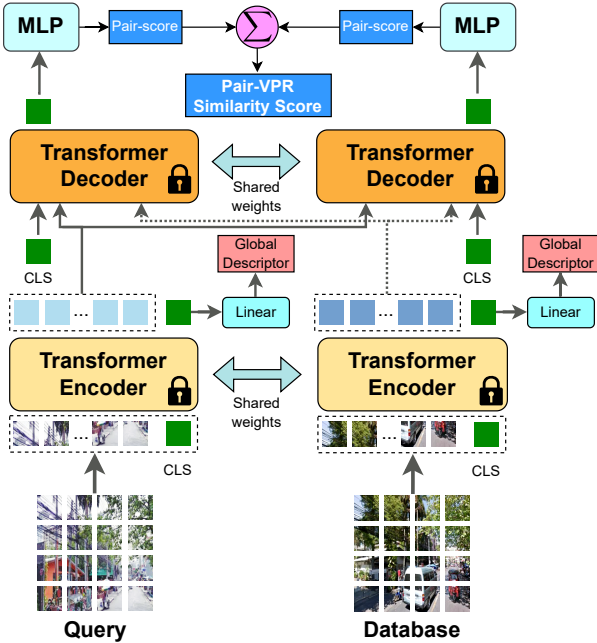 MLP
Pair-score
Σ
Pair-score
MLP
Pair-VPR
Similarity Score
Transformer
Decoder
Shared
weights
Transformer
Decoder
CLS
Global
Descriptor
CLS
Global
Descriptor
...
Linear
...
Linear
Transformer
Encoder
Shared
weights
Transformer
Encoder
...
CLS
...
CLS
Query
Database